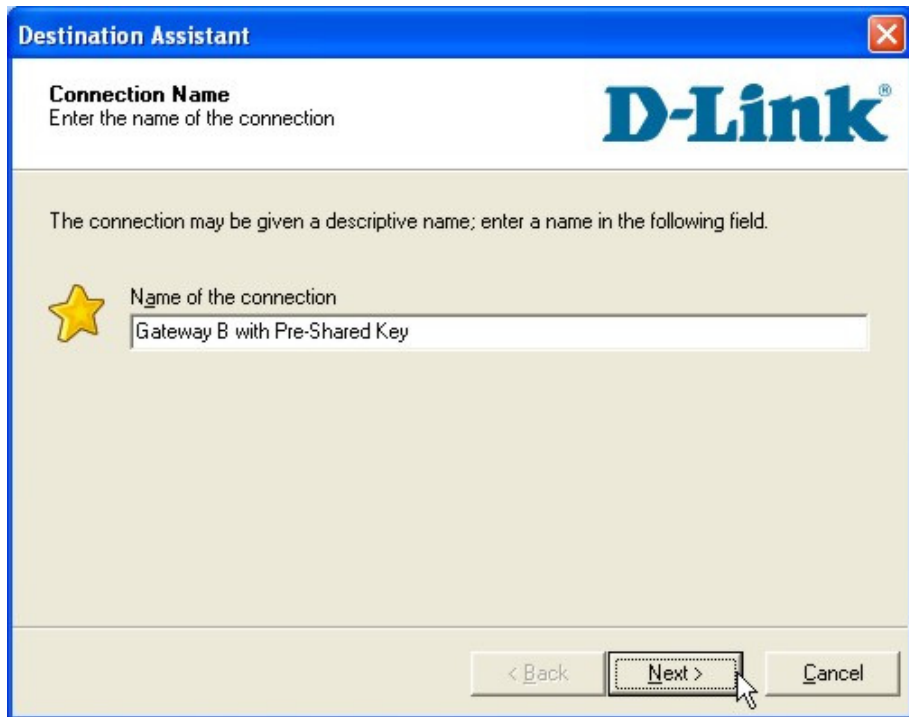 Destination Assistant
Connection Name
Enter the name of the connection
D-Link®
The connection may be given a descriptive name; enter a name in the following field.
Name of the connection
Gateway B with Pre-Shared Key
< Back
Next >
Cancel